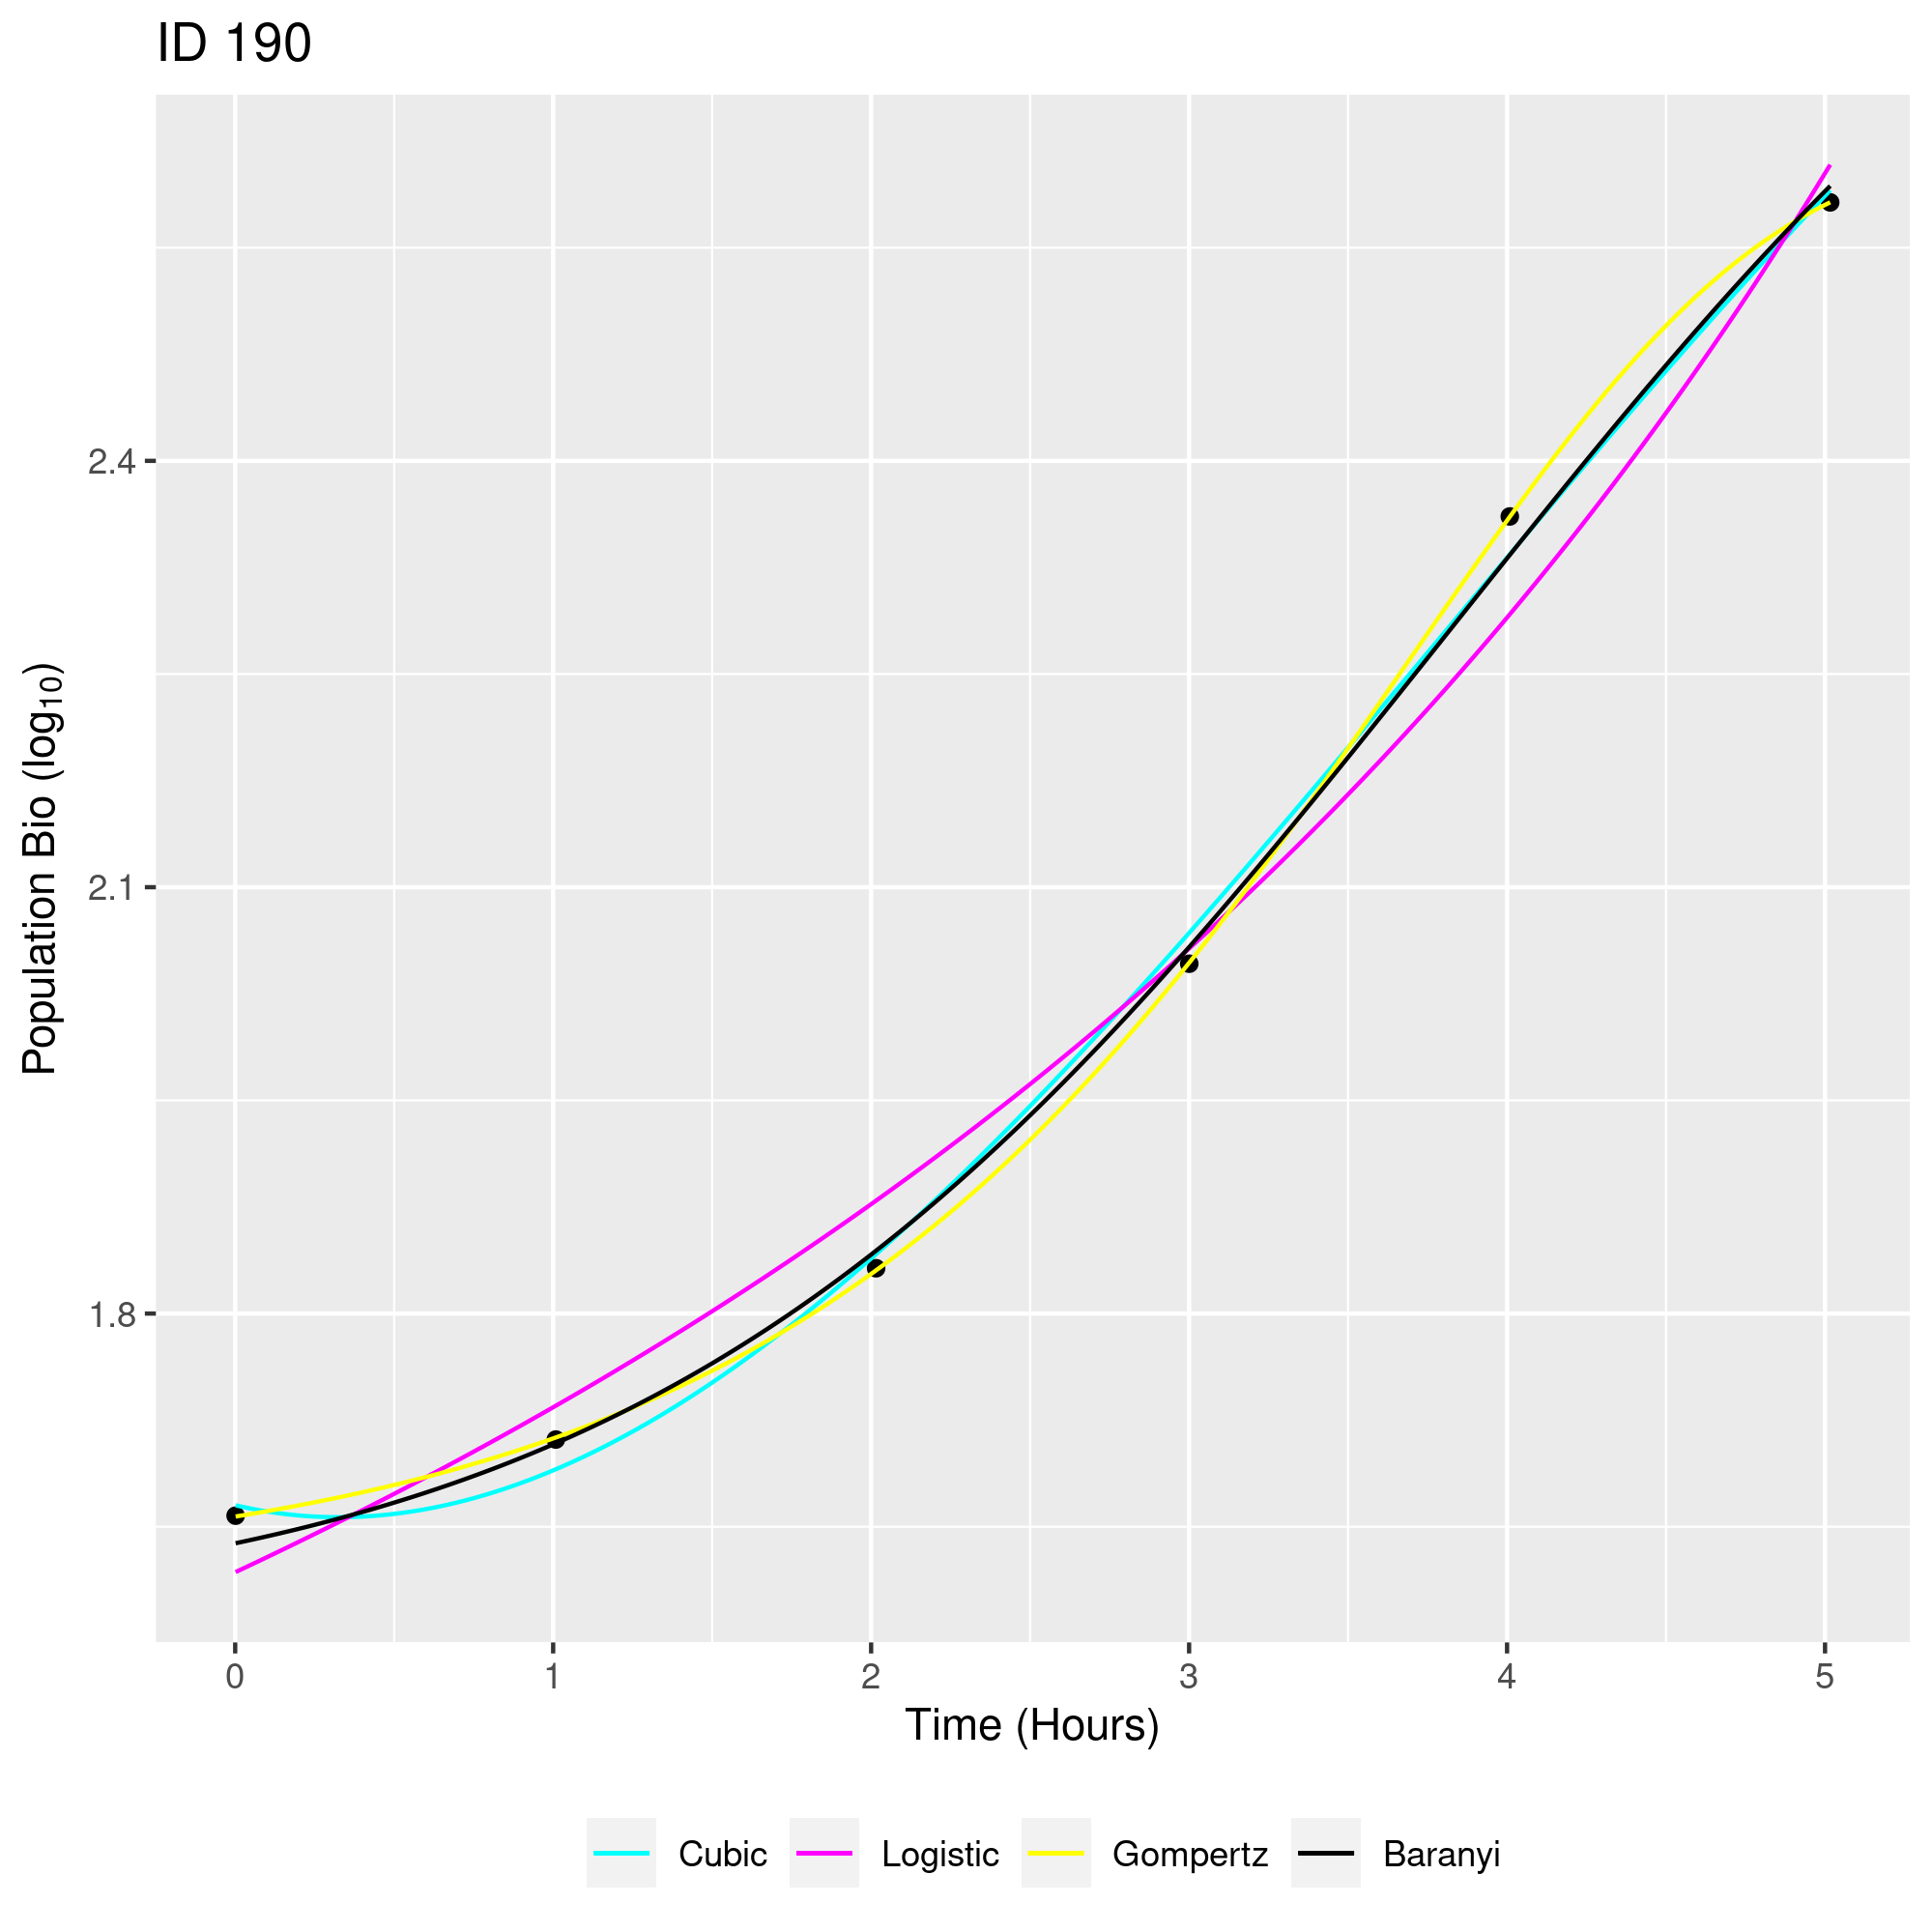 ID 190
Population Bio (log₁₀)
2.4
2.1
1.8
0 1 2 3 4 5
Time (Hours)
Cubic Logistic Gompertz Baranyi